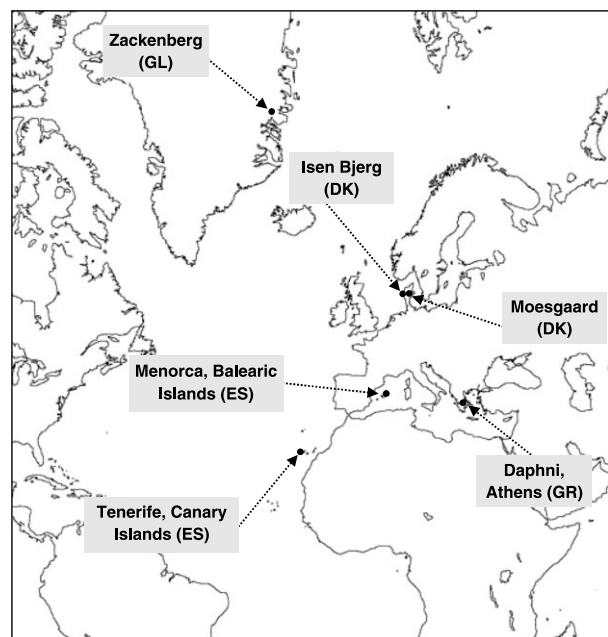 Zackenberg
(GL)
Isen Bjerg
(DK)
Moesgaard
(DK)
Menorca, Balearic
Islands (ES)
Daphni,
Athens (GR)
Tenerife, Canary
Islands (ES)